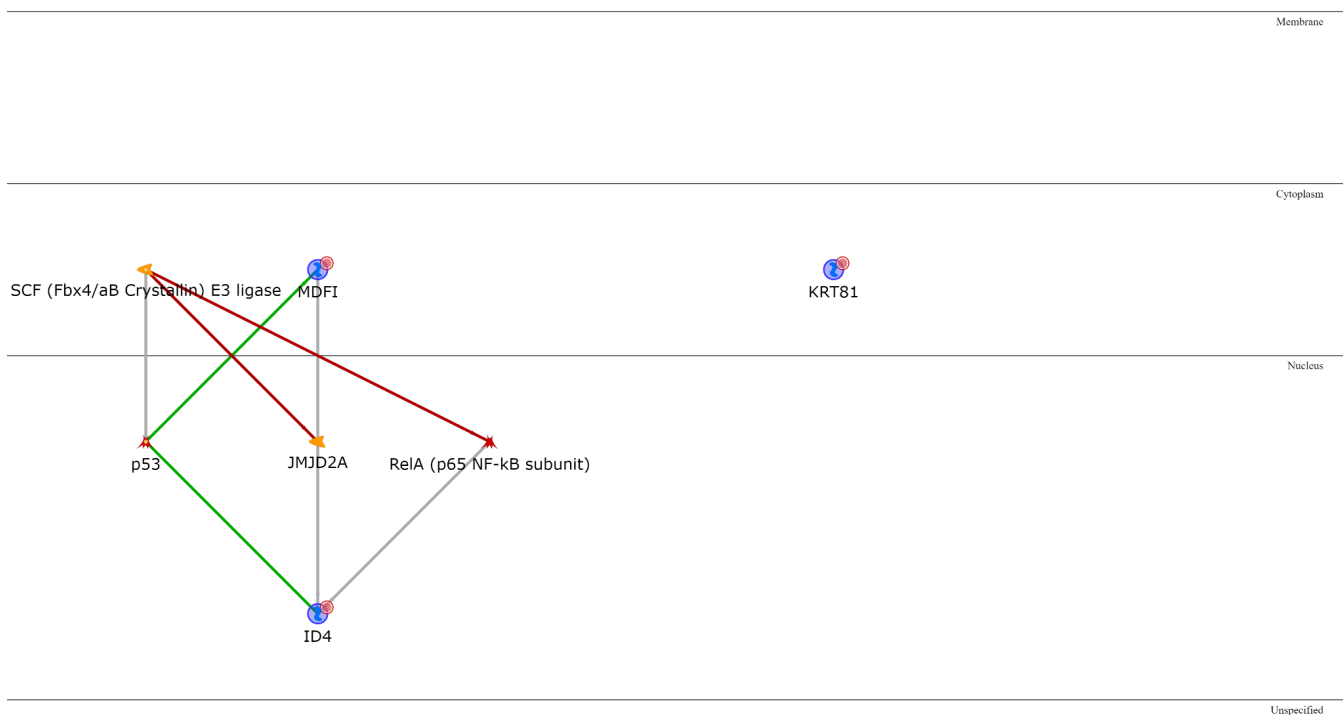 Membrane
Cytoplasm
SCF (Fbx4/aB Crystallin) E3 ligase
MDFI
KRT81
Nucleus
p53
JMJD2A
RelA (p65 NF-kB subunit)
ID4
Unspecified